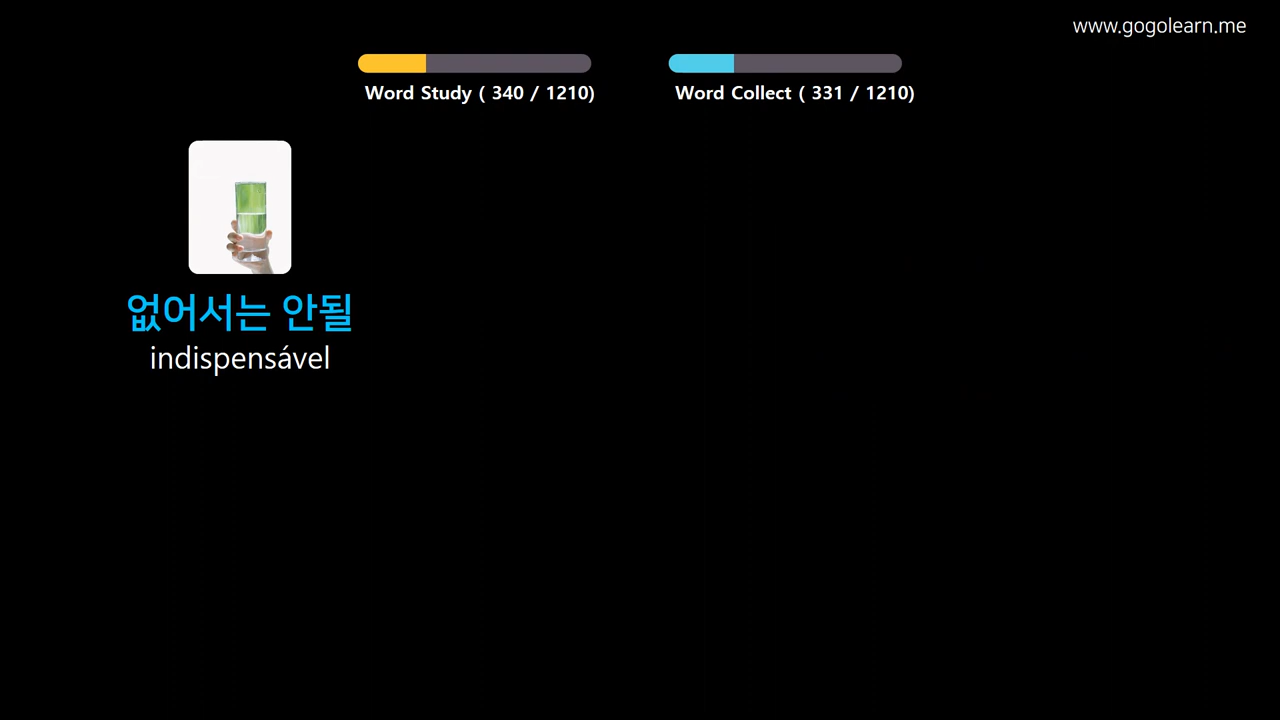 www.gogolearn.me
Word Study ( 340 / 1210)
Word Collect ( 331 / 1210)
없어서는 안될
indispensável